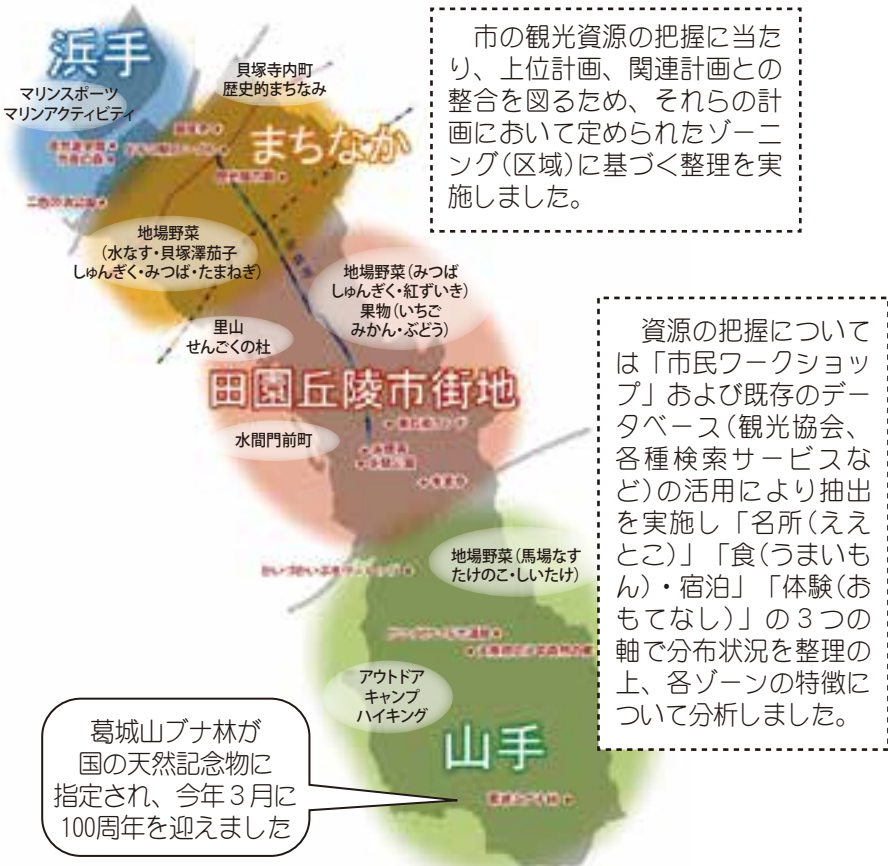 浜手
マリンスポーツ
マリンアクティビティ
貝塚寺内町
歴史的まちなみ
まちなか
地場野菜
(水なす・貝塚澤茄子
しゅんぎく・みつば・たまねぎ)
地場野菜(みつば
しゅんぎく・紅ずいき)
果物(いちご
みかん・ぶどう)
里山
せんごくの杜
田園丘陵市街地
水間門前町
地場野菜(馬場なす
たけのこ・しいたけ)
アウトドア
キャンプ
ハイキング
山手
葛城山ブナ林が
国の天然記念物に
指定され、今年3月に
100周年を迎えました
市の観光資源の把握に当た
り、上位計画、関連計画との
整合を図るため、それらの計
画において定められたゾーニ
ング(区域)に基づく整理を実
施しました。
資源の把握について
は「市民ワークショッ
プ」および既存のデー
タベース(観光協会、
各種検索サービスな
ど)の活用により抽出
を実施し「名所(ええ
とこ)」「食(うまいも
ん)・宿泊」「体験(お
もてなし)」の3つの
軸で分布状況を整理の
上、各ゾーンの特徴に
ついて分析しました。